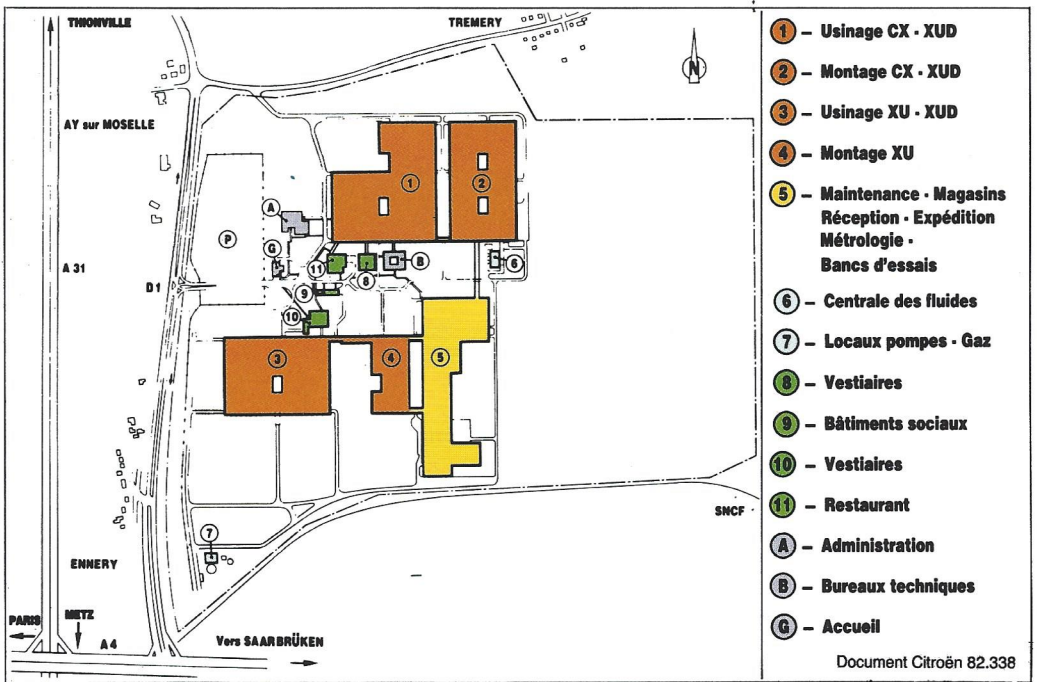 THIONVILLE
TREMERY
N
AY sur MOSELLE
1
2
A
P
G
11
8
B
6
A 31
D1
9
10
3
4
5
SNCF
7
ENNERY
PARIS
METZ
A 4
Vers SAARBRÜKEN
1 – Usinage CX - XUD
2 – Montage CX - XUD
3 – Usinage XU - XUD
4 – Montage XU
5 – Maintenance - Magasins
Réception - Expédition
Métrologie -
Bancs d'essais
6 – Centrale des fluides
7 – Locaux pompes - Gaz
8 – Vestiaires
9 – Bâtiments sociaux
10 – Vestiaires
11 – Restaurant
A – Administration
B – Bureaux techniques
G – Accueil
Document Citroën 82.338